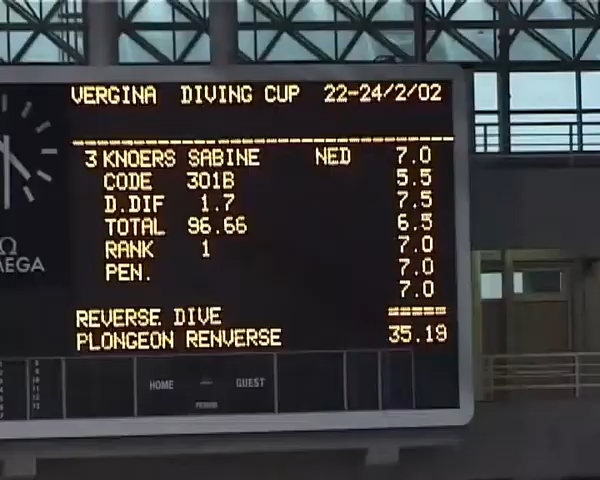 VERGINA DIVING CUP 22-24/2/02
3 KNOERS SABINE NED 7.0
CODE 301B 5.5
D.DIF 1.7 7.5
TOTAL 96.66 6.5
RANK 1 7.0
PEN. 7.0
7.0
REVERSE DIVE =====
PLONGEON RENVERSE 35.19
Ω
MEGA
HOME GUEST
PERIOD